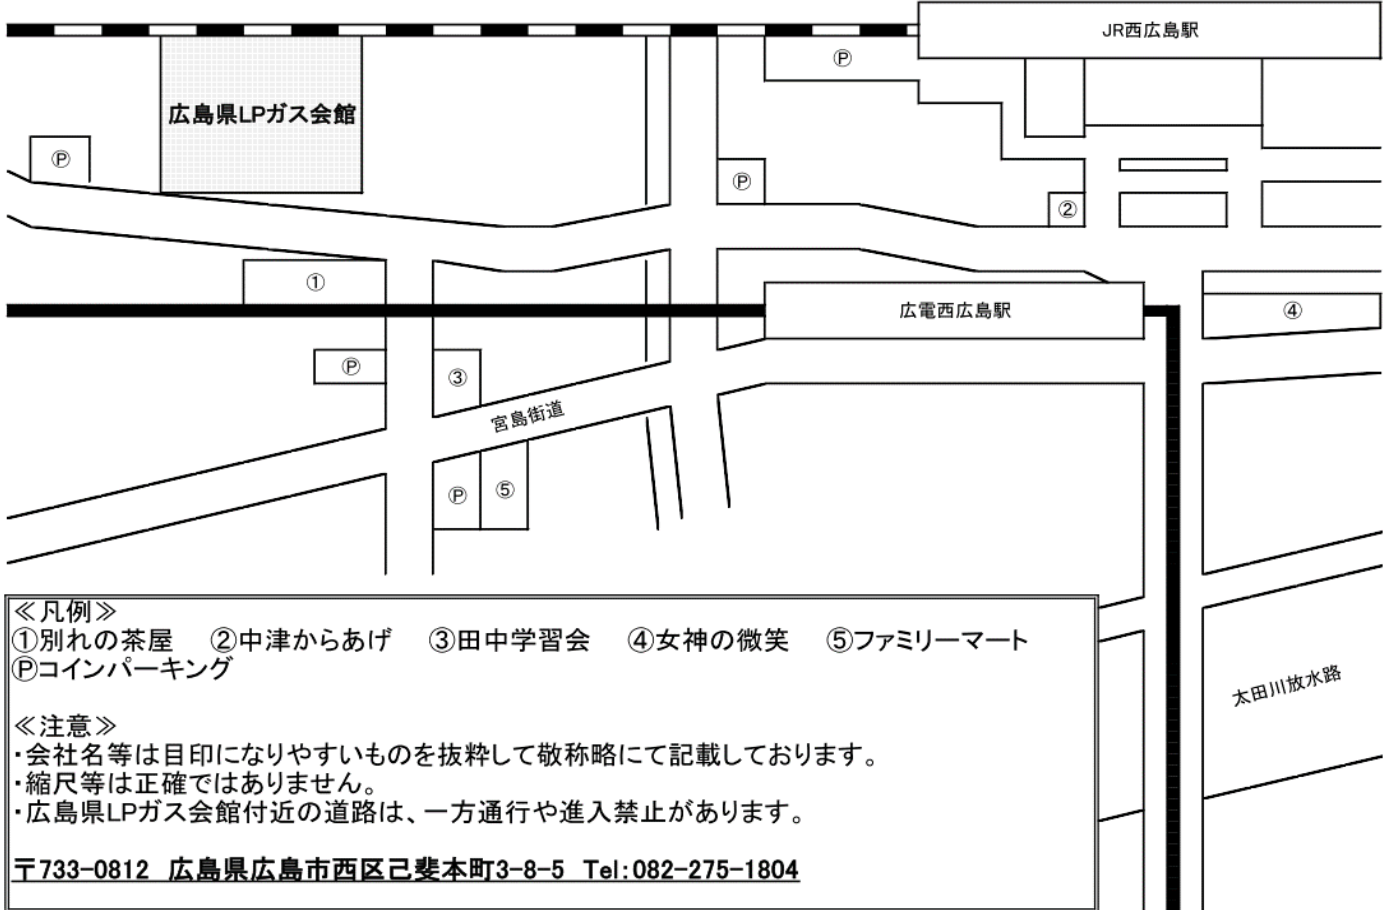 JR西広島駅
Ⓟ
広島県LPガス会館
Ⓟ
Ⓟ
②
①
広電西広島駅
④
Ⓟ
③
宮島街道
Ⓟ
⑤
≪凡例≫
①別れの茶屋 ②中津からあげ ③田中学習会 ④女神の微笑 ⑤ファミリーマート
Ⓟコインパーキング
太田川放水路
≪注意≫
・会社名等は目印になりやすいものを抜粋して敬称略にて記載しております。
・縮尺等は正確ではありません。
・広島県LPガス会館付近の道路は、一方通行や進入禁止があります。
〒733-0812 広島県広島市西区己斐本町3-8-5 Tel:082-275-1804